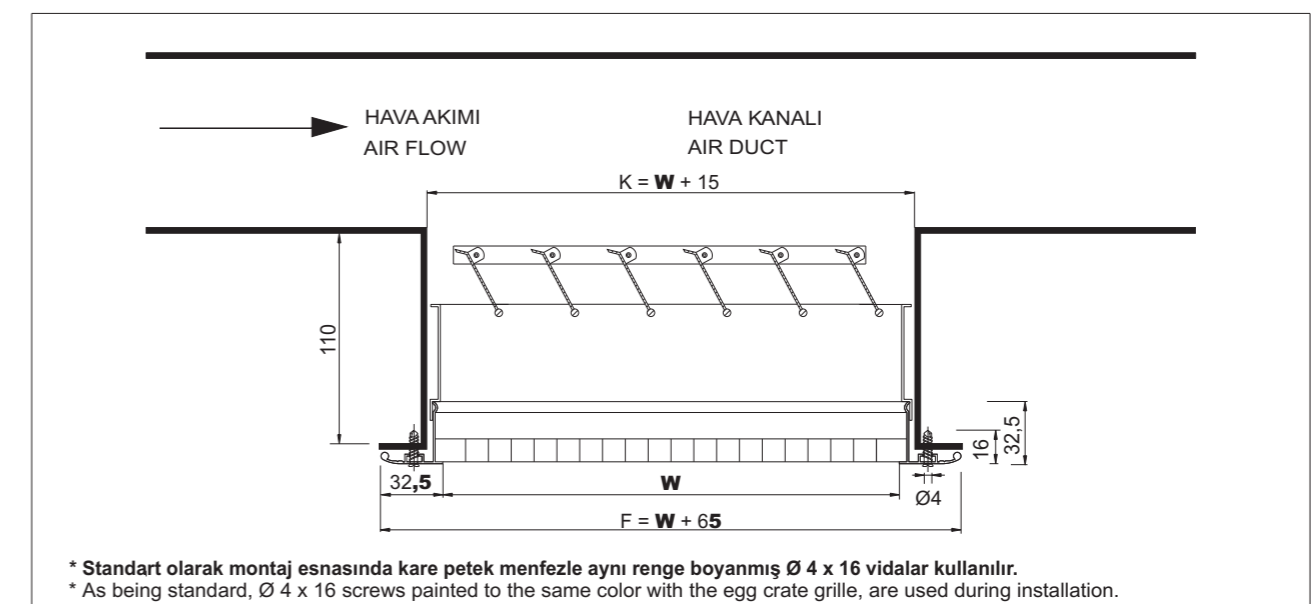 HAVA AKIMI
AIR FLOW
HAVA KANALI
AIR DUCT
K = W + 15
110
16
32,5
32,5
W
Ø4
F = W + 65
* Standart olarak montaj esnasında kare petek menfezle aynı renge boyanmış Ø 4 x 16 vidalar kullanılır.
* As being standard, Ø 4 x 16 screws painted to the same color with the egg crate grille, are used during installation.